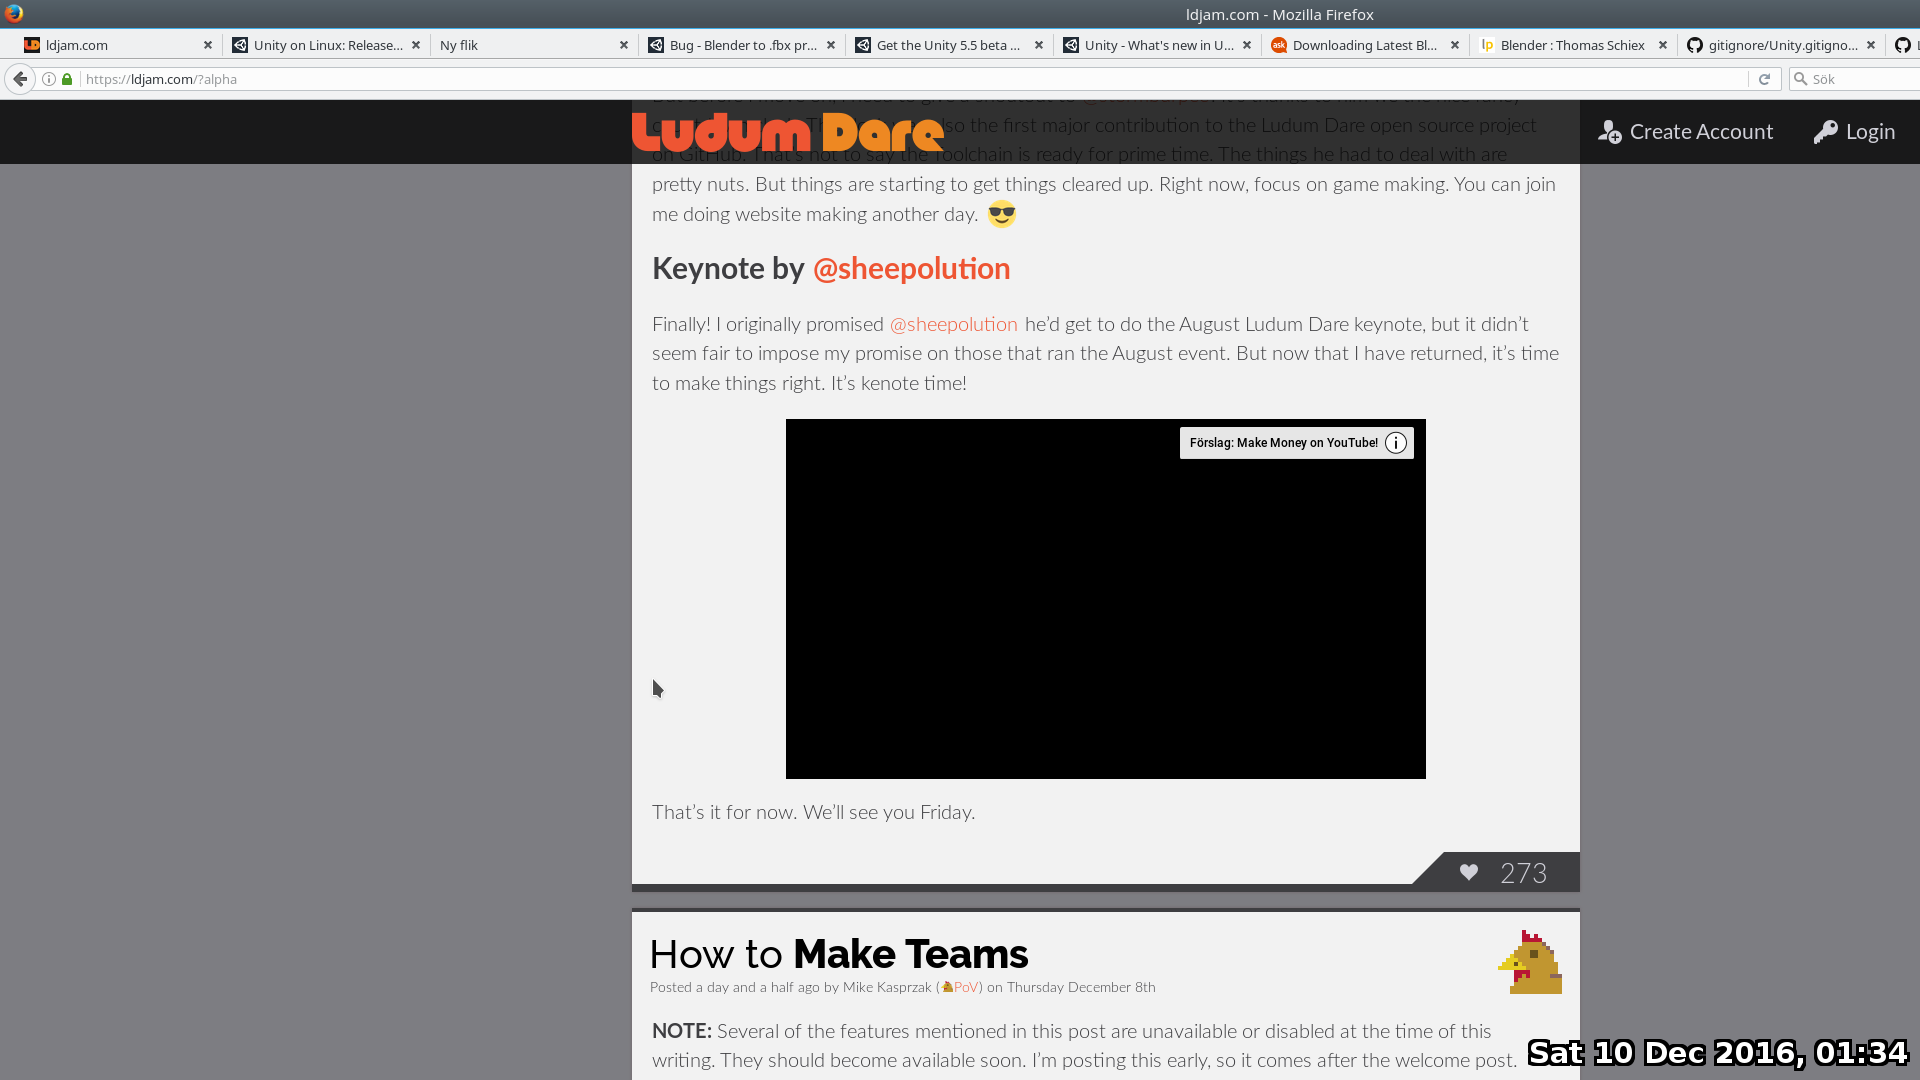 ldjam.com - Mozilla Firefox
ldjam.com
Unity on Linux: Release...
Ny flik
Bug - Blender to .fbx pr...
Get the Unity 5.5 beta ...
Unity - What's new in U...
ask
Downloading Latest Bl...
lp
Blender : Thomas Schiex
gitignore/Unity.gitigno...
https://ldjam.com/?alpha
Sök
Ludum Dare
Create Account
Login
also the first major contribution to the Ludum Dare open source project
on GitHub. That's not to say the Toolchain is ready for prime time. The things he had to deal with are
pretty nuts. But things are starting to get things cleared up. Right now, focus on game making. You can join
me doing website making another day.
Keynote by @sheepolution
Finally! I originally promised @sheepolution he’d get to do the August Ludum Dare keynote, but it didn’t
seem fair to impose my promise on those that ran the August event. But now that I have returned, it’s time
to make things right. It’s kenote time!
Förslag: Make Money on YouTube!
That’s it for now. We’ll see you Friday.
273
How to Make Teams
Posted a day and a half ago by Mike Kasprzak (PoV) on Thursday December 8th
NOTE: Several of the features mentioned in this post are unavailable or disabled at the time of this
writing. They should become available soon. I’m posting this early, so it comes after the welcome post.
Sat 10 Dec 2016, 01:34